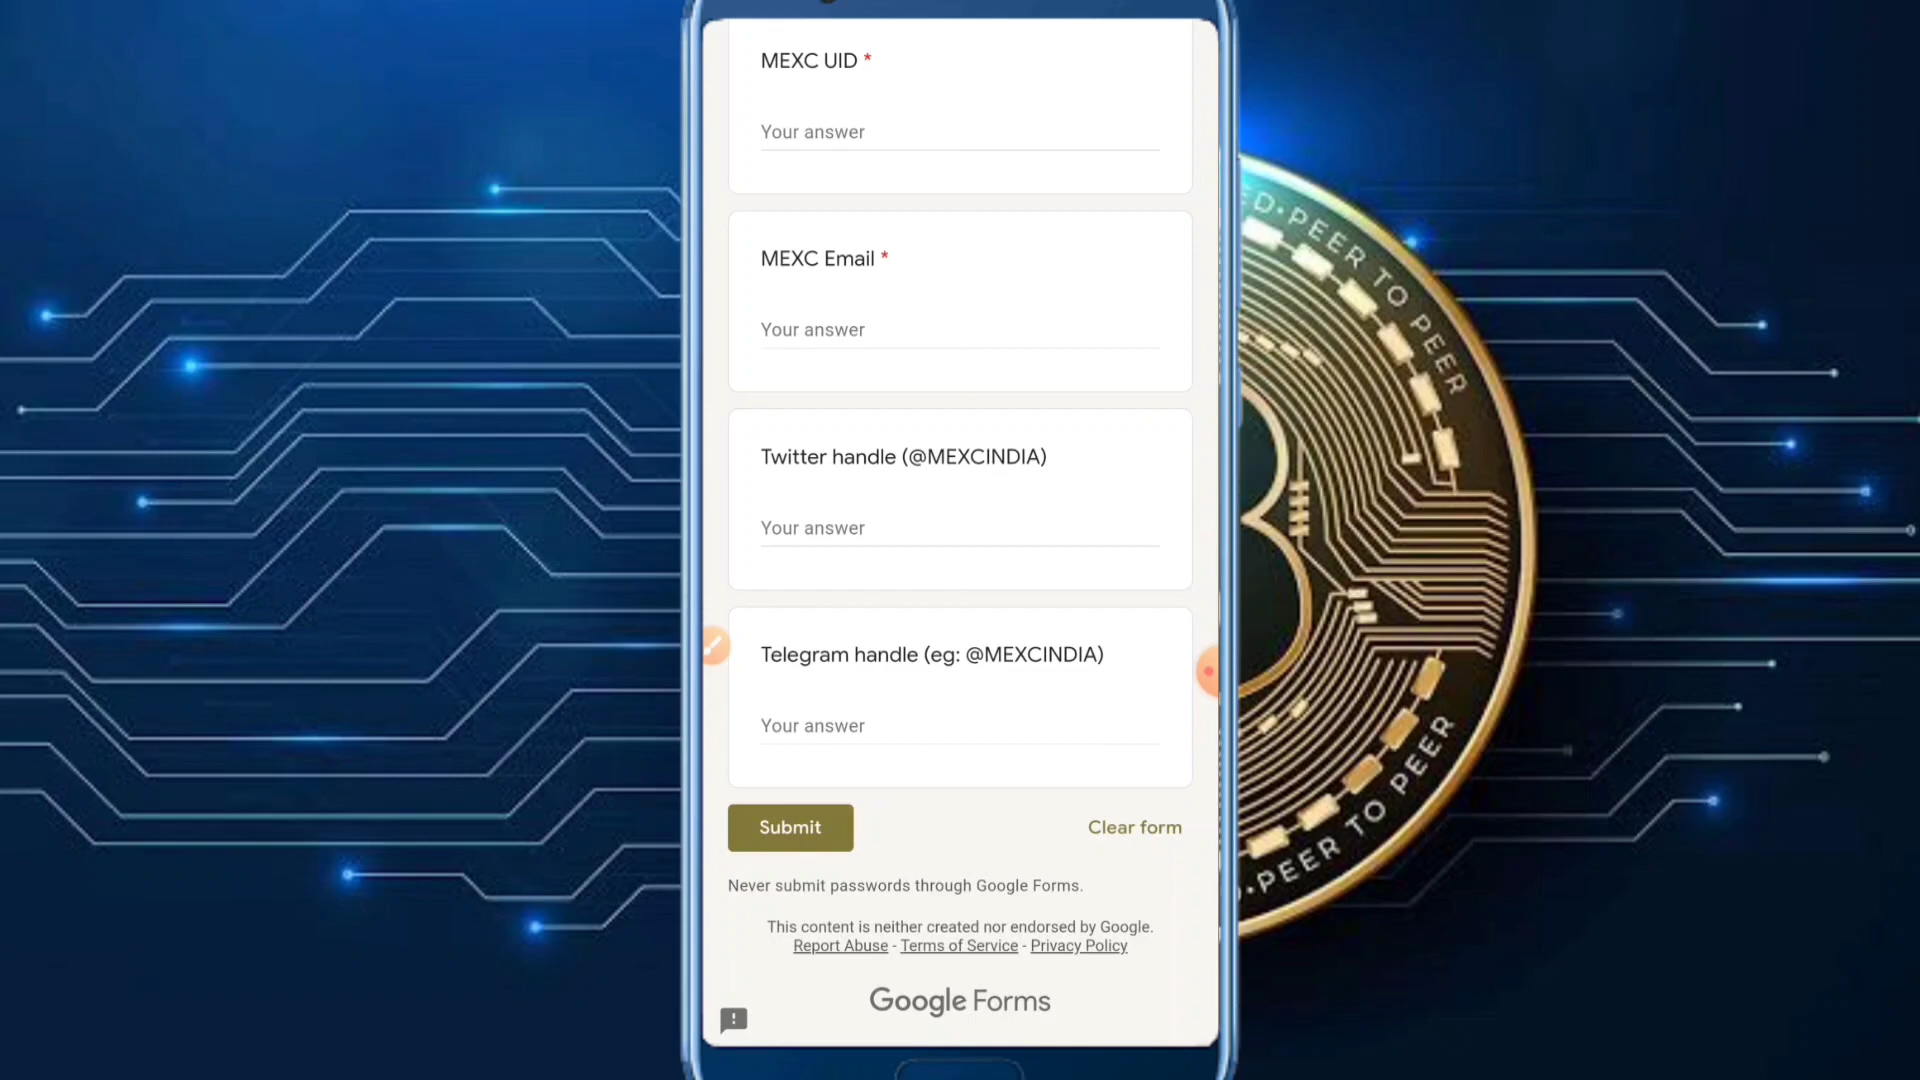 MEXC UID *
Your answer
MEXC Email *
Your answer
Twitter handle (@MEXCINDIA)
Your answer
Telegram handle (eg: @MEXCINDIA)
Your answer
Submit
Clear form
Never submit passwords through Google Forms.
This content is neither created nor endorsed by Google.
Report Abuse - Terms of Service - Privacy Policy
Google Forms
PEER TO PEER
PEER TO PEER